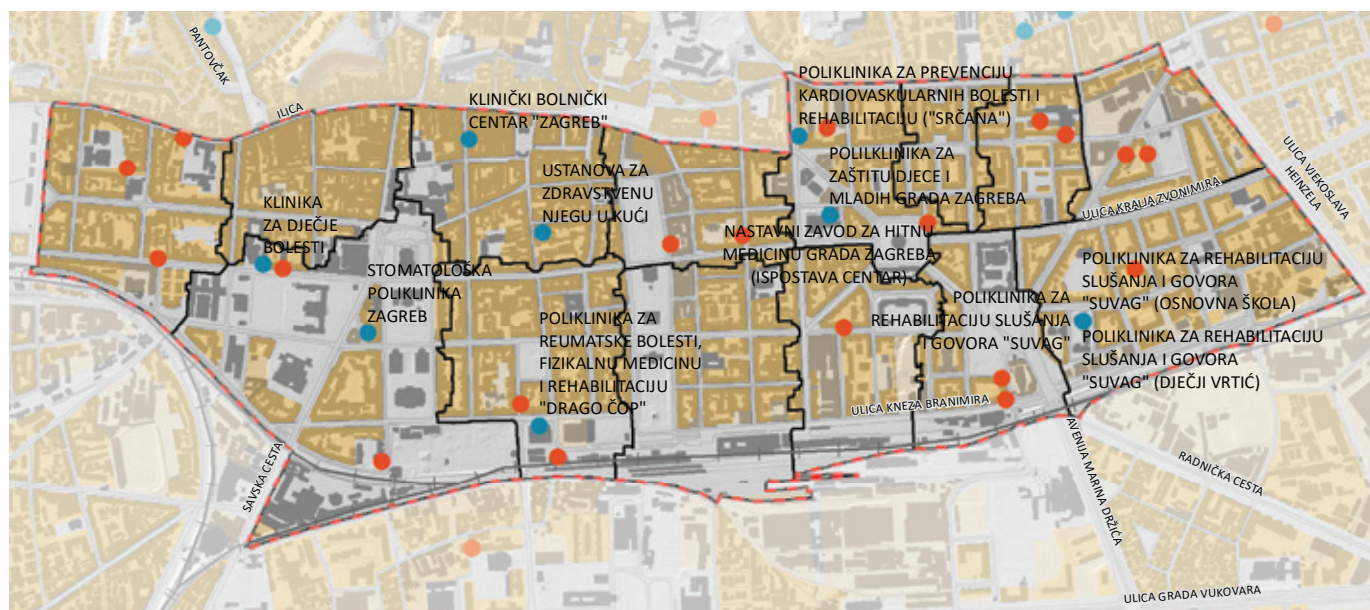 PANTOVČAK
ILICA
KLINIČKI BOLNIČKI
CENTAR "ZAGREB"
POLIKLINIKA ZA PREVENCIJU
KARDIOVASKULARNIH BOLESTI I
REHABILITACIJU ("SRČANA")
USTANOVA ZA
ZDRAVSTVENU
NJEGU U KUĆI
POLILKLINIKA ZA
ZAŠTITU DJECE I
MLADIH GRADA ZAGREBA
ULICA VJEKOSLAVA
HEINZELA
ULICA KRALJA ZVONIMIRA
KLINIKA
ZA DJEČJE
BOLESTI
NASTAVNI ZAVOD ZA HITNU
MEDICINU GRADA ZAGREBA
(ISPOSTAVA CENTAR)
STOMATOLOŠKA
POLIKLINIKA
ZAGREB
POLIKLINIKA ZA REHABILITACIJU
SLUŠANJA I GOVORA
"SUVAG" (OSNOVNA ŠKOLA)
POLIKLINIKA ZA
REHABILITACIJU SLUŠANJA
I GOVORA "SUVAG"
POLIKLINIKA ZA
REUMATSKE BOLESTI,
FIZIKALNU MEDICINU
I REHABILITACIJU
"DRAGO ČOP"
POLIKLINIKA ZA REHABILITACIJU
SLUŠANJA I GOVORA
"SUVAG" (DJEČJI VRTIĆ)
ULICA KNEZA BRANIMIRA
SAVSKA CESTA
AVENIJA MARINA DRŽIĆA
RADNIČKA CESTA
ULICA GRADA VUKOVARA